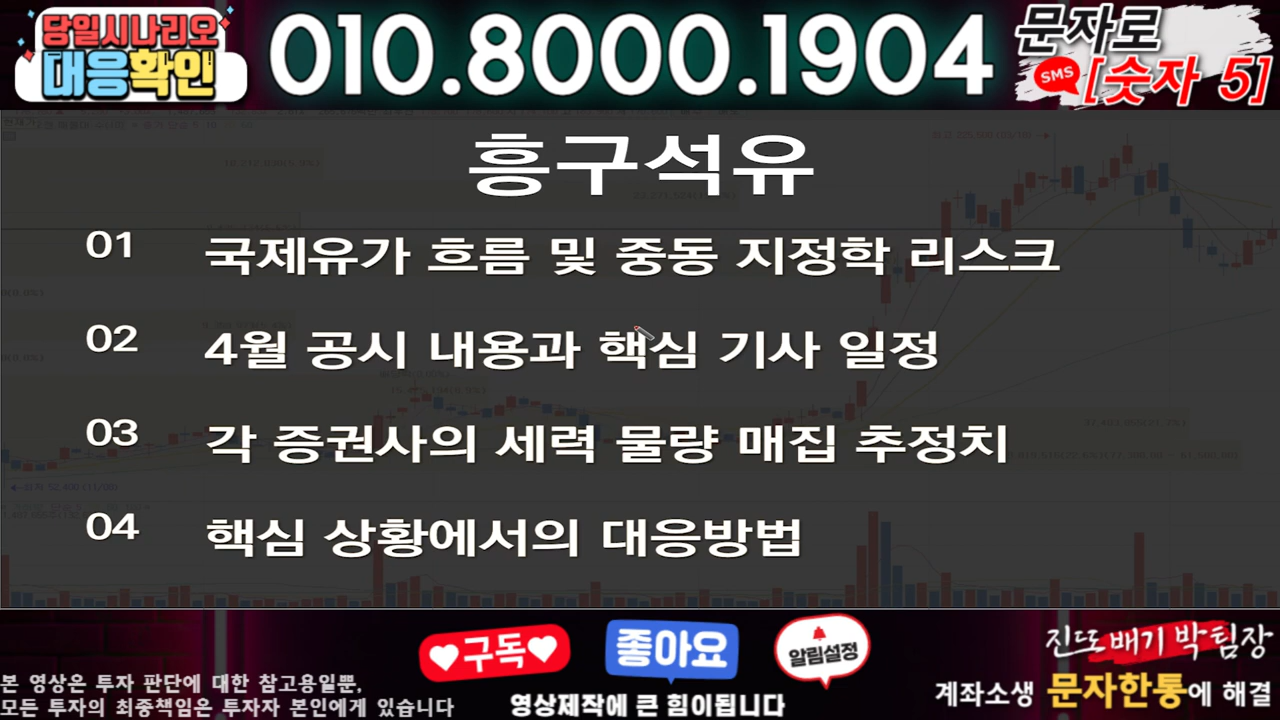 당일시나리오
대응확인
010.8000.1904
문자로
SMS [숫자 5]
흥구석유
01 국제유가 흐름 및 중동 지정학 리스크
02 4월 공시 내용과 핵심 기사 일정
03 각 증권사의 세력 물량 매집 추정치
04 핵심 상황에서의 대응방법
구독
좋아요
알림설정
영상제작에 큰 힘이됩니다
본 영상은 투자 판단에 대한 참고용일뿐,
모든 투자의 최종책임은 투자자 본인에게 있습니다
진또배기 박팀장
계좌소생 문자한통에 해결